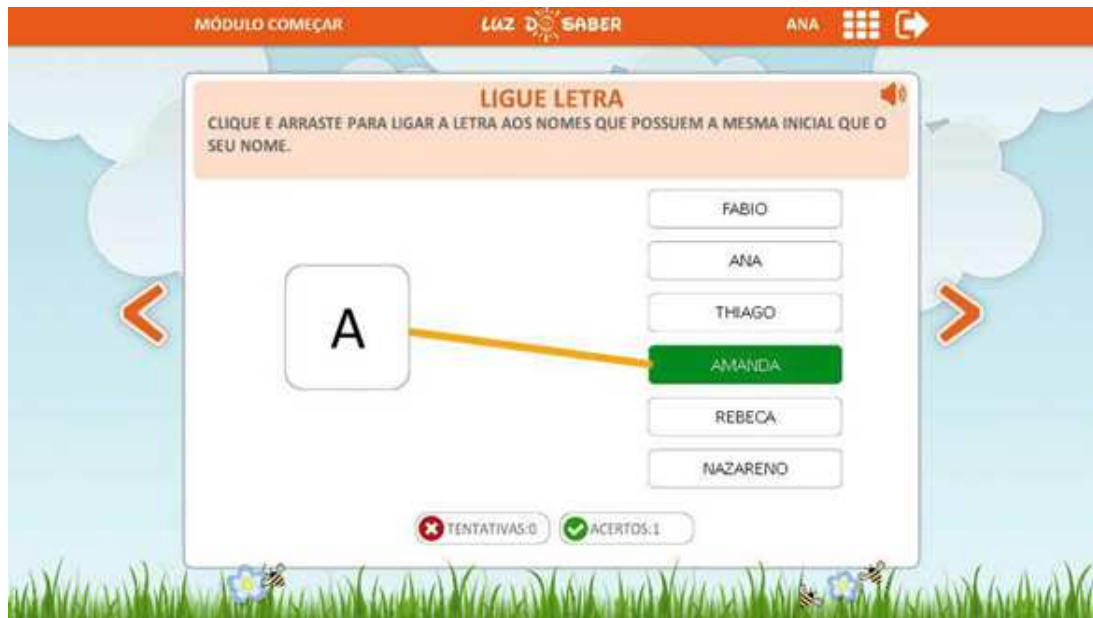 MÓDULO COMEÇAR LUZ DO SABER ANA
LIGUE LETRA
CLIQUE E ARRASTE PARA LIGAR A LETRA AOS NOMES QUE POSSUEM A MESMA INICIAL QUE O
SEU NOME.
FABIO
ANA
THIAGO
A
AMANDA
REBECA
NAZARENO
TENTATIVAS:0 ACERTOS:1